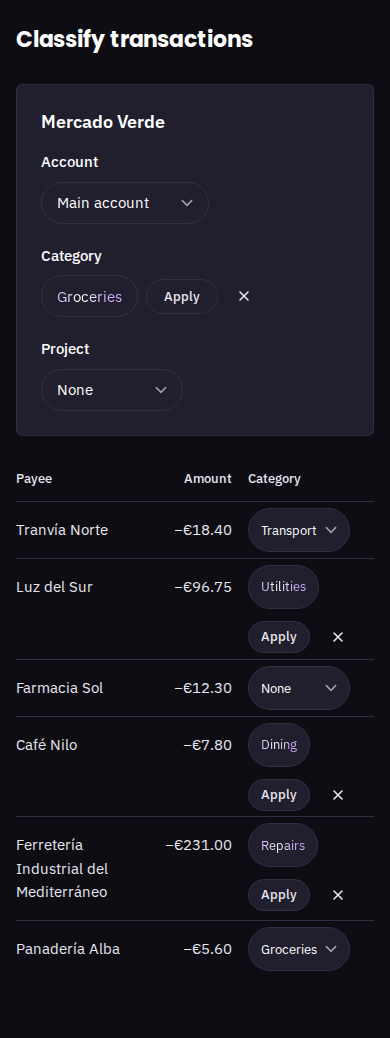 Classify transactions
Mercado Verde
Account
Main account
Category
Groceries Apply
Project
None
Payee Amount Category
Tranvía Norte −€18.40 Transport
Luz del Sur −€96.75 Utilities
Apply
Farmacia Sol −€12.30 None
Café Nilo −€7.80 Dining
Apply
Ferretería −€231.00 Repairs
Industrial del
Mediterráneo Apply
Panadería Alba −€5.60 Groceries